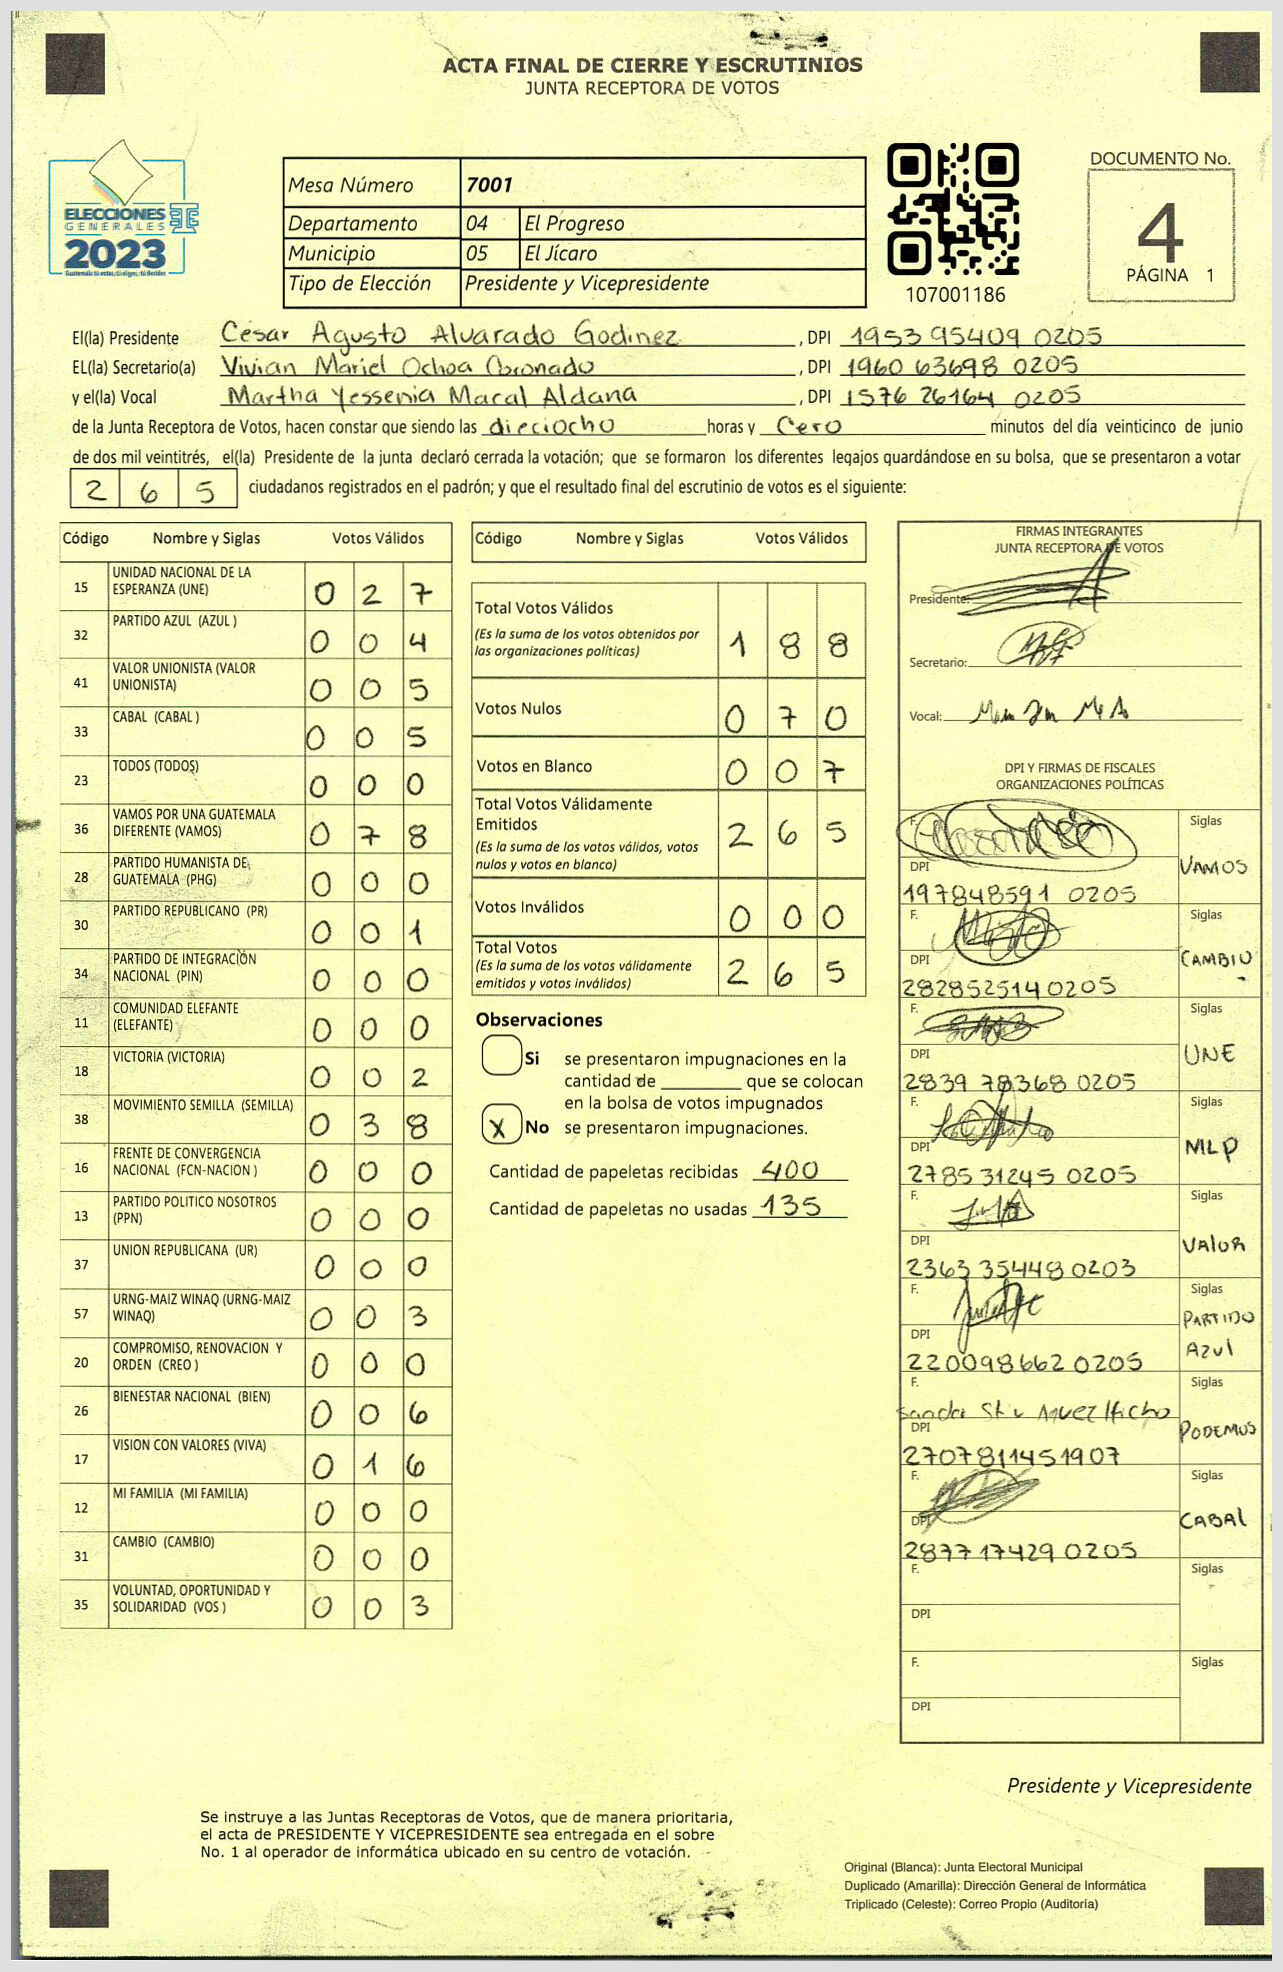 ACTA FINAL DE CIERRE Y ESCRUTINIOS
JUNTA RECEPTORA DE VOTOS
ELECCIONES
GENERALES
2023
Mesa Número 7001
Departamento 04 El Progreso
Municipio 05 El Jícaro
Tipo de Elección Presidente y Vicepresidente
107001186
DOCUMENTO No.
4
PÁGINA 1
El(la) Presidente César Agusto Alvarado Godinez, DPI 1953 95409 0205
EL(la) Secretario(a) Vivian Mariel Ochoa Coronado, DPI 1960 63698 0205
y el(la) Vocal Martha Yessenia Macal Aldana, DPI 1576 26164 0205
de la Junta Receptora de Votos, hacen constar que siendo las dieciocho horas y Cero minutos del día veinticinco de junio
de dos mil veintitrés, el(la) Presidente de la junta declaró cerrada la votación; que se formaron los diferentes legajos guardándose en su bolsa, que se presentaron a votar
2 6 5 ciudadanos registrados en el padrón; y que el resultado final del escrutinio de votos es el siguiente:
Código Nombre y Siglas Votos Válidos
15 UNIDAD NACIONAL DE LA
ESPERANZA (UNE) 0 2 7
32 PARTIDO AZUL (AZUL ) 0 0 4
41 VALOR UNIONISTA (VALOR
UNIONISTA) 0 0 5
33 CABAL (CABAL ) 0 0 5
23 TODOS (TODOS) 0 0 0
36 VAMOS POR UNA GUATEMALA
DIFERENTE (VAMOS) 0 7 8
28 PARTIDO HUMANISTA DE
GUATEMALA (PHG) 0 0 0
30 PARTIDO REPUBLICANO (PR) 0 0 1
34 PARTIDO DE INTEGRACIÓN
NACIONAL (PIN) 0 0 0
11 COMUNIDAD ELEFANTE
(ELEFANTE) 0 0 0
18 VICTORIA (VICTORIA) 0 0 2
38 MOVIMIENTO SEMILLA (SEMILLA) 0 3 8
16 FRENTE DE CONVERGENCIA
NACIONAL (FCN-NACION ) 0 0 0
13 PARTIDO POLITICO NOSOTROS
(PPN) 0 0 0
37 UNION REPUBLICANA (UR) 0 0 0
57 URNG-MAIZ WINAQ (URNG-MAIZ
WINAQ) 0 0 3
20 COMPROMISO, RENOVACION Y
ORDEN (CREO ) 0 0 0
26 BIENESTAR NACIONAL (BIEN) 0 0 6
17 VISION CON VALORES (VIVA) 0 1 6
12 MI FAMILIA (MI FAMILIA) 0 0 0
31 CAMBIO (CAMBIO) 0 0 0
35 VOLUNTAD, OPORTUNIDAD Y
SOLIDARIDAD (VOS ) 0 0 3
Código Nombre y Siglas Votos Válidos
Total Votos Válidos
(Es la suma de los votos obtenidos por
las organizaciones políticas) 1 8 8
Votos Nulos 0 7 0
Votos en Blanco 0 0 7
Total Votos Válidamente
Emitidos
(Es la suma de los votos válidos, votos
nulos y votos en blanco) 2 6 5
Votos Inválidos 0 0 0
Total Votos
(Es la suma de los votos válidamente
emitidos y votos inválidos) 2 6 5
Observaciones
Si se presentaron impugnaciones en la
cantidad de ________ que se colocan
en la bolsa de votos impugnados
X No se presentaron impugnaciones.
Cantidad de papeletas recibidas 400
Cantidad de papeletas no usadas 135
FIRMAS INTEGRANTES
JUNTA RECEPTORA DE VOTOS
Presidente:
Secretario:
Vocal:
DPI Y FIRMAS DE FISCALES
ORGANIZACIONES POLÍTICAS
F. Siglas
DPI VAMOS
197848591 0205
F. Siglas
DPI CAMBIO
282852514 0205
F. Siglas
DPI UNE
2839 78368 0205
F. Siglas
DPI MLP
2785 31245 0205
F. Siglas
DPI VALOR
2363 35448 0203
F. Siglas
DPI PARTIDO
AZUL
220098662 0205
F. Siglas
DPI PODEMOS
2707811451907
F. Siglas
DPI CABAL
2877 17429 0205
F. Siglas
DPI
F. Siglas
DPI
Presidente y Vicepresidente
Se instruye a las Juntas Receptoras de Votos, que de manera prioritaria,
el acta de PRESIDENTE Y VICEPRESIDENTE sea entregada en el sobre
No. 1 al operador de informática ubicado en su centro de votación.
Original (Blanca): Junta Electoral Municipal
Duplicado (Amarilla): Dirección General de Informática
Triplicado (Celeste): Correo Propio (Auditoría)